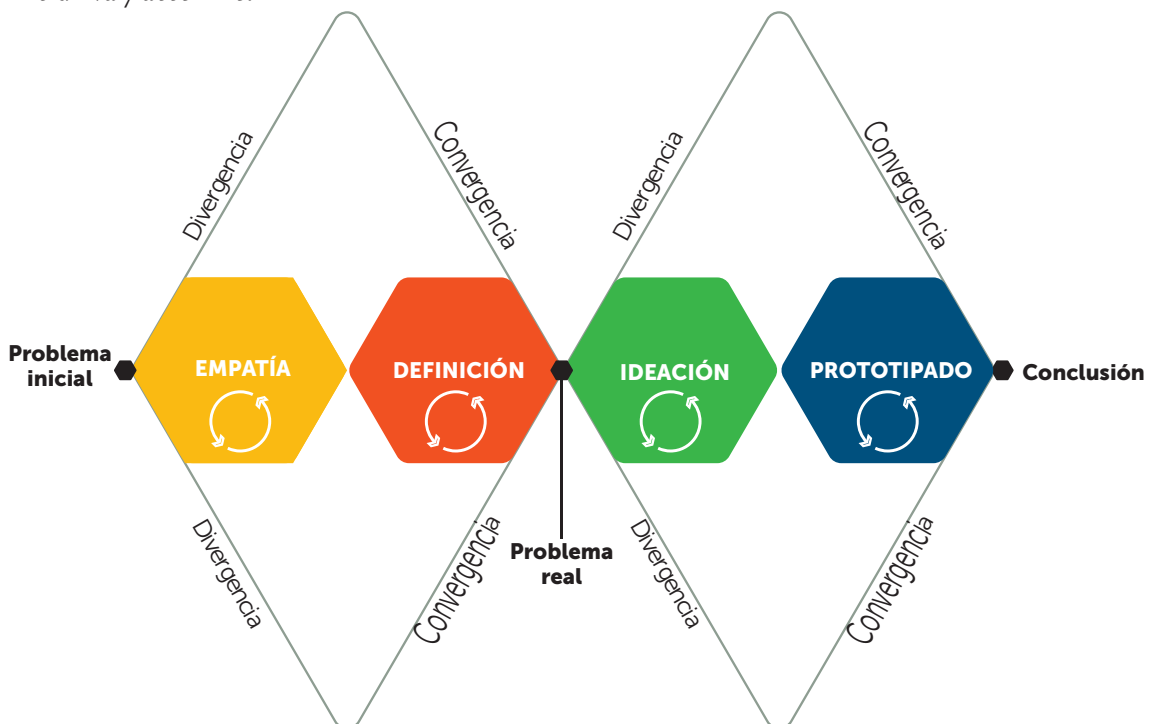 Divergencia
Convergencia
Divergencia
Convergencia
Problema
inicial
EMPATÍA
DEFINICIÓN
IDEACIÓN
PROTOTIPADO
Conclusión
Divergencia
Convergencia
Problema
real
Divergencia
Convergencia